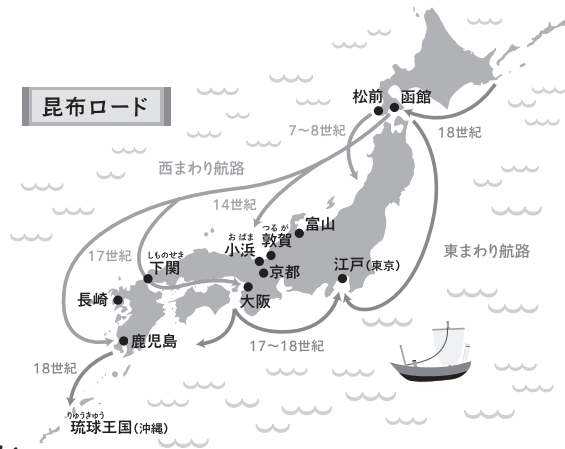 昆布ロード
松前
函館
7〜8世紀
18世紀
西まわり航路
14世紀
富山
つるが
敦賀
おばま
小浜
京都
江戸(東京)
東まわり航路
17世紀
しものせき
下関
大阪
長崎
鹿児島
17〜18世紀
18世紀
りゅうきゅう
琉球王国(沖縄)